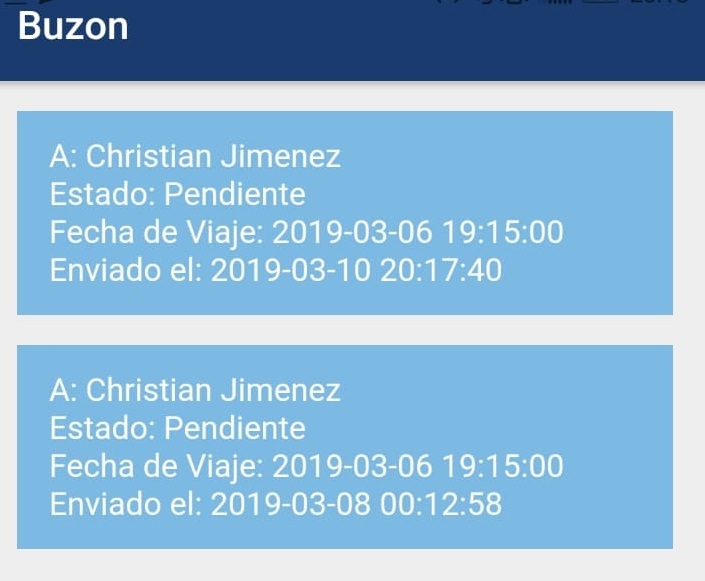 Buzon
A: Christian Jimenez
Estado: Pendiente
Fecha de Viaje: 2019-03-06 19:15:00
Enviado el: 2019-03-10 20:17:40
A: Christian Jimenez
Estado: Pendiente
Fecha de Viaje: 2019-03-06 19:15:00
Enviado el: 2019-03-08 00:12:58